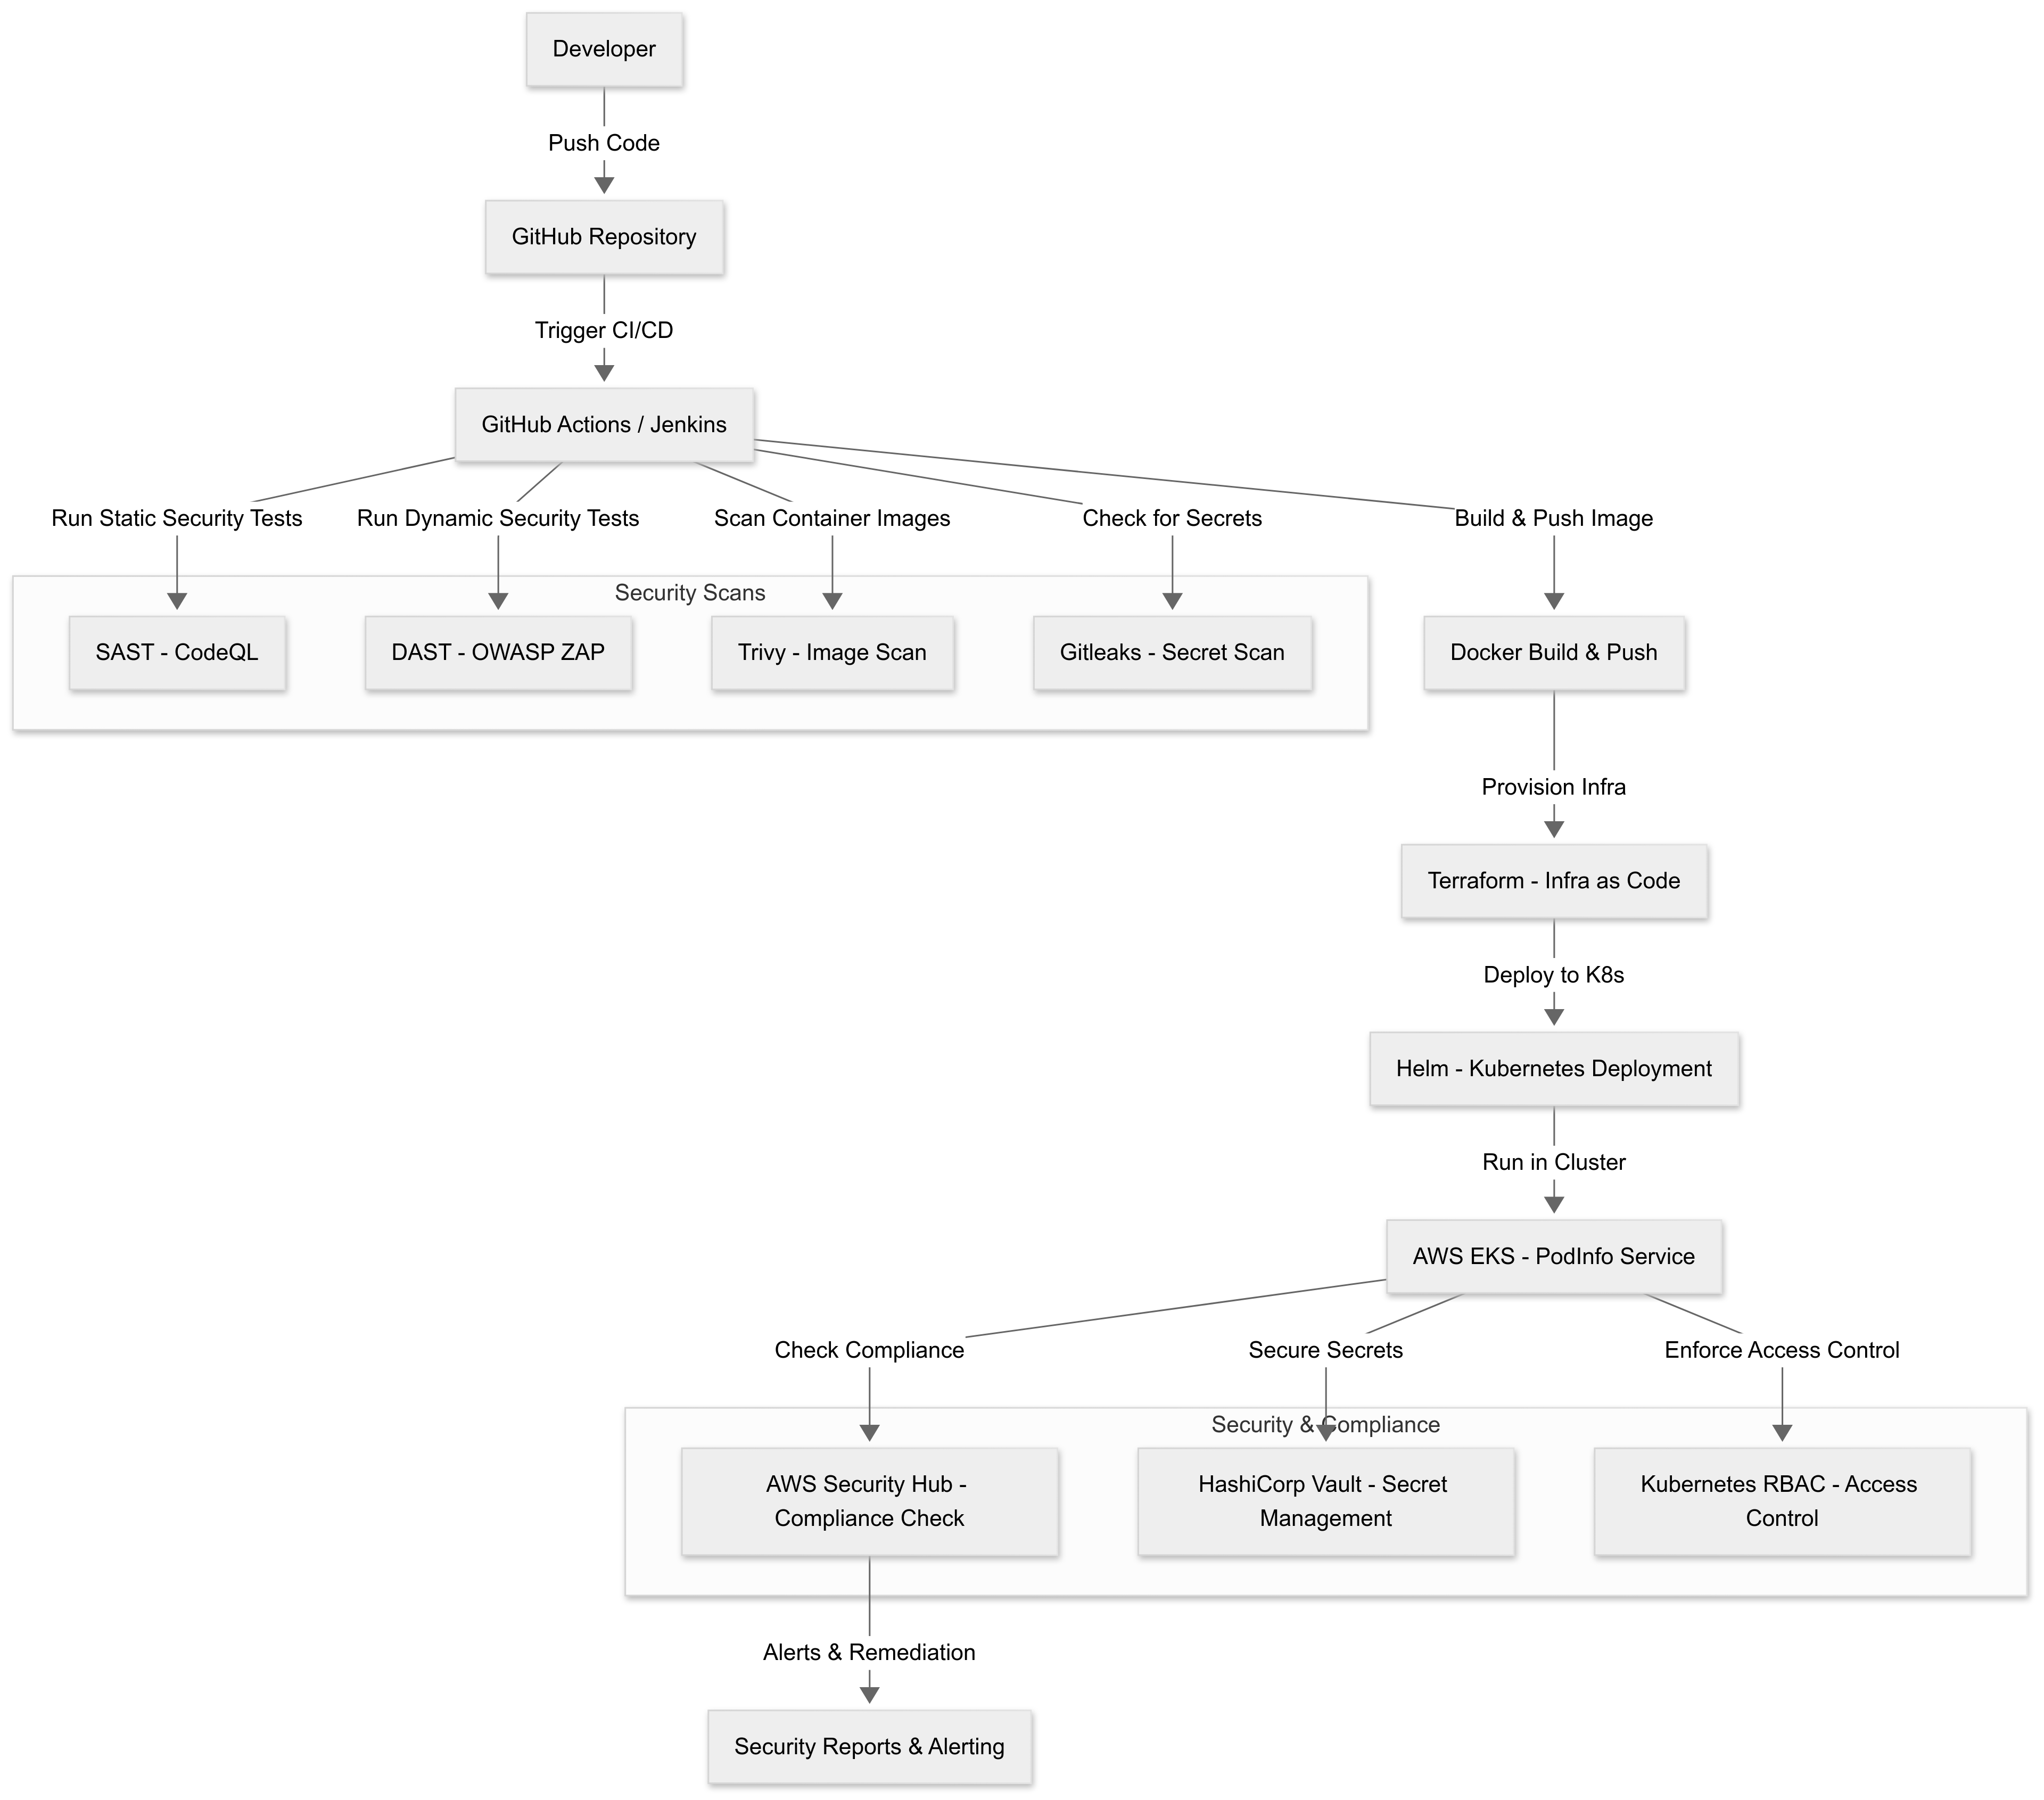 Developer
Push Code
GitHub Repository
Trigger CI/CD
GitHub Actions / Jenkins
Run Static Security Tests
Run Dynamic Security Tests
Scan Container Images
Check for Secrets
Build & Push Image
Security Scans
SAST - CodeQL
DAST - OWASP ZAP
Trivy - Image Scan
Gitleaks - Secret Scan
Docker Build & Push
Provision Infra
Terraform - Infra as Code
Deploy to K8s
Helm - Kubernetes Deployment
Run in Cluster
AWS EKS - PodInfo Service
Check Compliance
Secure Secrets
Enforce Access Control
Security & Compliance
AWS Security Hub -
Compliance Check
HashiCorp Vault - Secret
Management
Kubernetes RBAC - Access
Control
Alerts & Remediation
Security Reports & Alerting